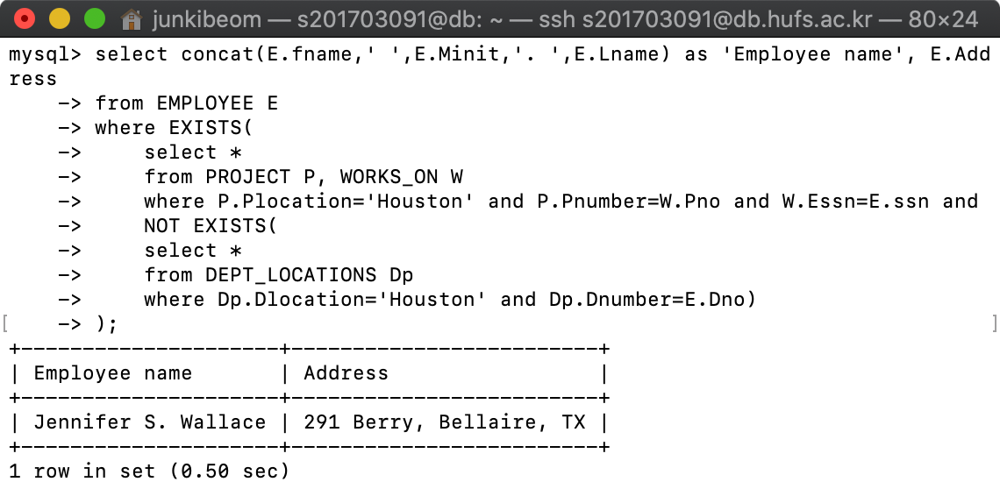 junkibeom — s201703091@db: ~ — ssh s201703091@db.hufs.ac.kr — 80×24
mysql> select concat(E.fname,' ',E.Minit,'. ',E.Lname) as 'Employee name', E.Add
ress
    -> from EMPLOYEE E
    -> where EXISTS(
    ->     select *
    ->     from PROJECT P, WORKS_ON W
    ->     where P.Plocation='Houston' and P.Pnumber=W.Pno and W.Essn=E.ssn and
    ->     NOT EXISTS(
    ->     select *
    ->     from DEPT_LOCATIONS Dp
    ->     where Dp.Dlocation='Houston' and Dp.Dnumber=E.Dno)
[    -> );                                                                      ]
+---------------------+-------------------------+
| Employee name       | Address                 |
+---------------------+-------------------------+
| Jennifer S. Wallace | 291 Berry, Bellaire, TX |
+---------------------+-------------------------+
1 row in set (0.50 sec)